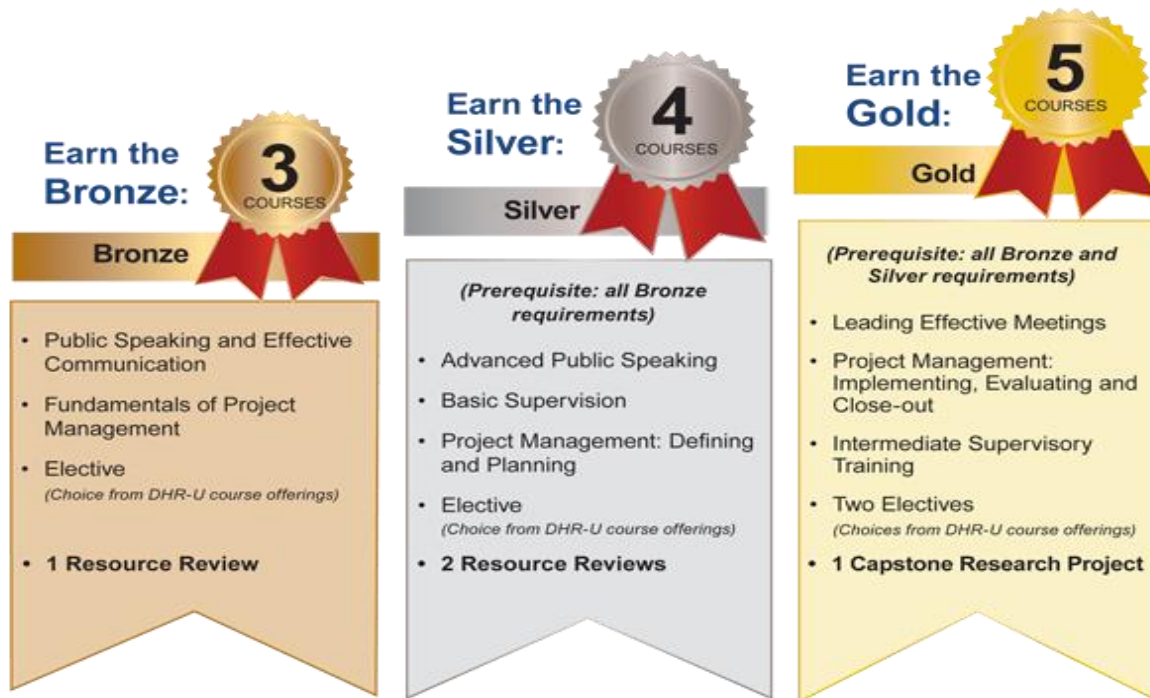 Earn the
Bronze:
3
COURSES
Bronze
• Public Speaking and Effective
Communication
• Fundamentals of Project
Management
• Elective
(Choice from DHR-U course offerings)
• 1 Resource Review
Earn the
Silver:
4
COURSES
Silver
(Prerequisite: all Bronze
requirements)
• Advanced Public Speaking
• Basic Supervision
• Project Management: Defining
and Planning
• Elective
(Choice from DHR-U course offerings)
• 2 Resource Reviews
Earn the
Gold:
5
COURSES
Gold
(Prerequisite: all Bronze and
Silver requirements)
• Leading Effective Meetings
• Project Management:
Implementing, Evaluating and
Close-out
• Intermediate Supervisory
Training
• Two Electives
(Choices from DHR-U course offerings)
• 1 Capstone Research Project